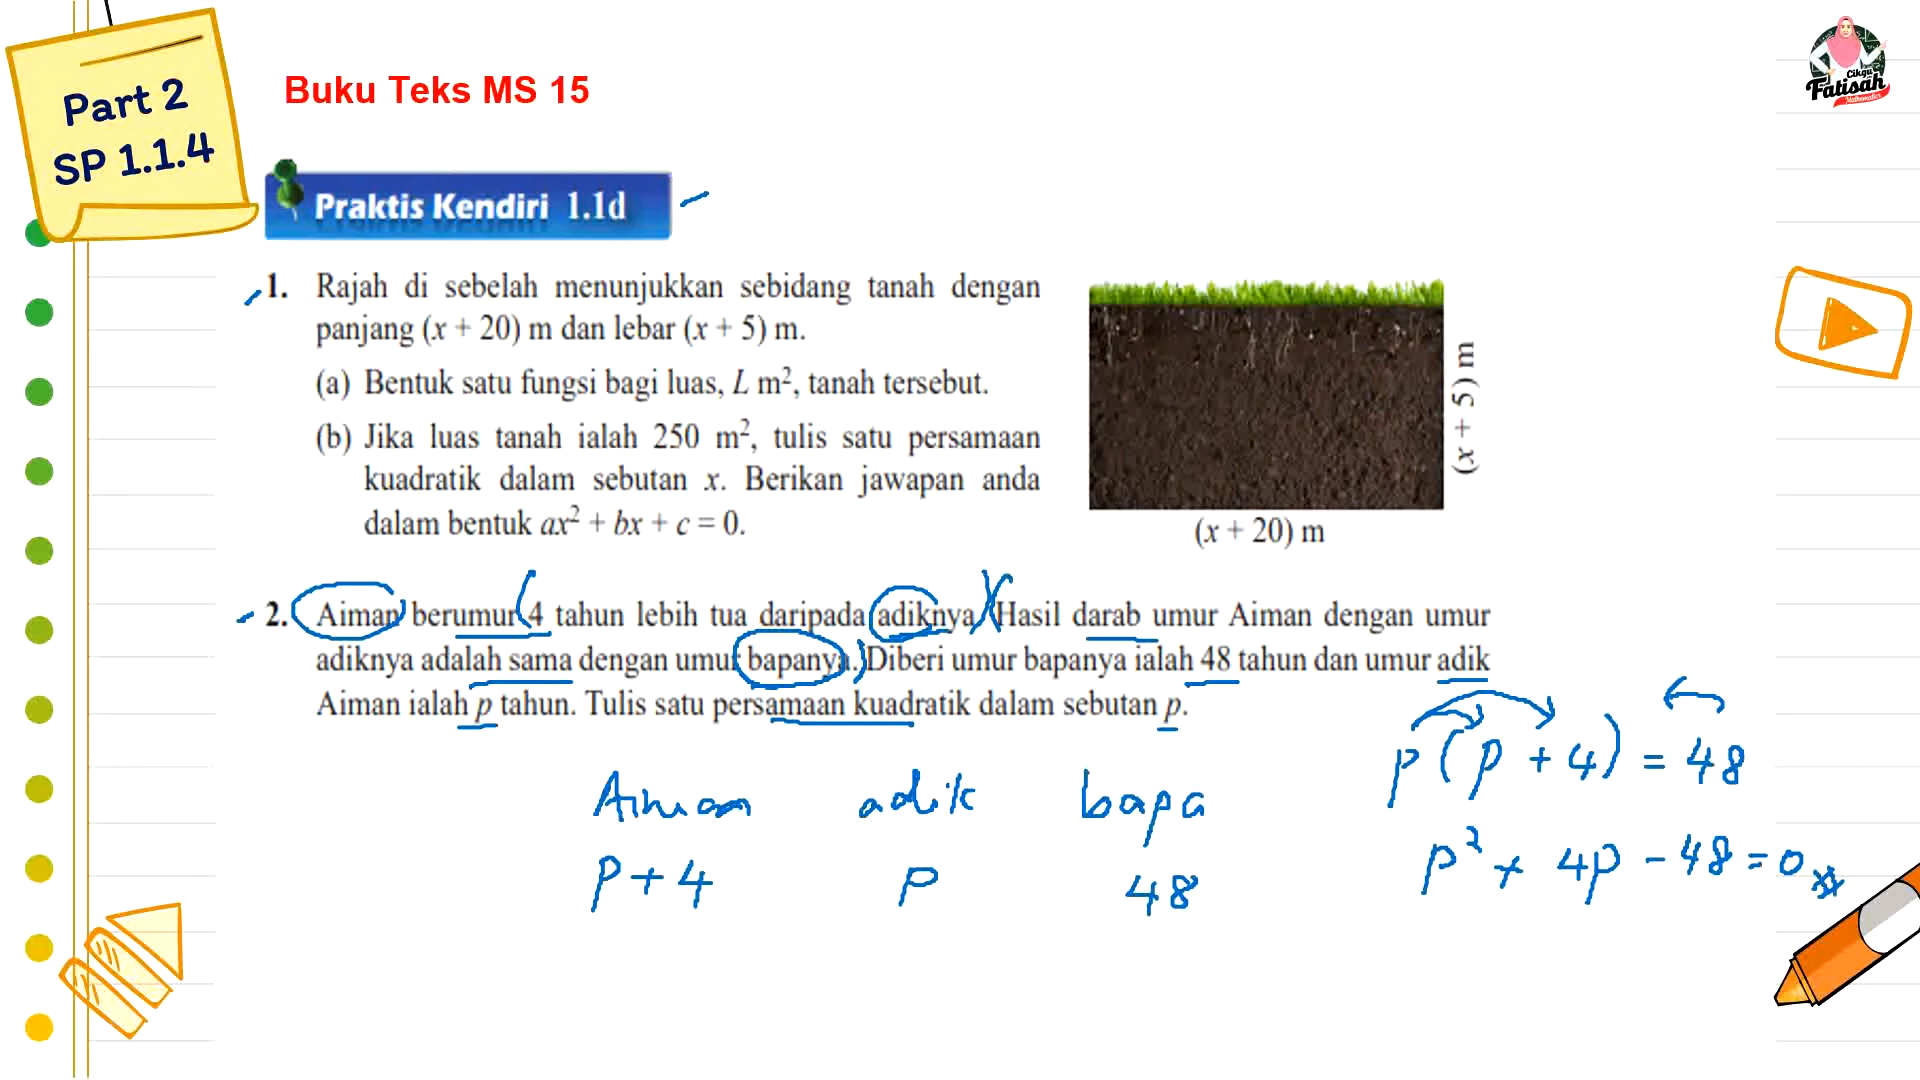 Part 2
SP 1.1.4
Buku Teks MS 15
Cikgu
Fatisah
Mathematics
Praktis Kendiri 1.1d
1. Rajah di sebelah menunjukkan sebidang tanah dengan
panjang (x + 20) m dan lebar (x + 5) m.
(a) Bentuk satu fungsi bagi luas, L m², tanah tersebut.
(b) Jika luas tanah ialah 250 m², tulis satu persamaan
kuadratik dalam sebutan x. Berikan jawapan anda
dalam bentuk ax² + bx + c = 0.
(x + 5) m
(x + 20) m
2. Aiman berumur 4 tahun lebih tua daripada adiknya. Hasil darab umur Aiman dengan umur
adiknya adalah sama dengan umur bapanya. Diberi umur bapanya ialah 48 tahun dan umur adik
Aiman ialah p tahun. Tulis satu persamaan kuadratik dalam sebutan p.
Aiman adik bapa
p + 4 p 48
p(p + 4) = 48
p² + 4p - 48 = 0